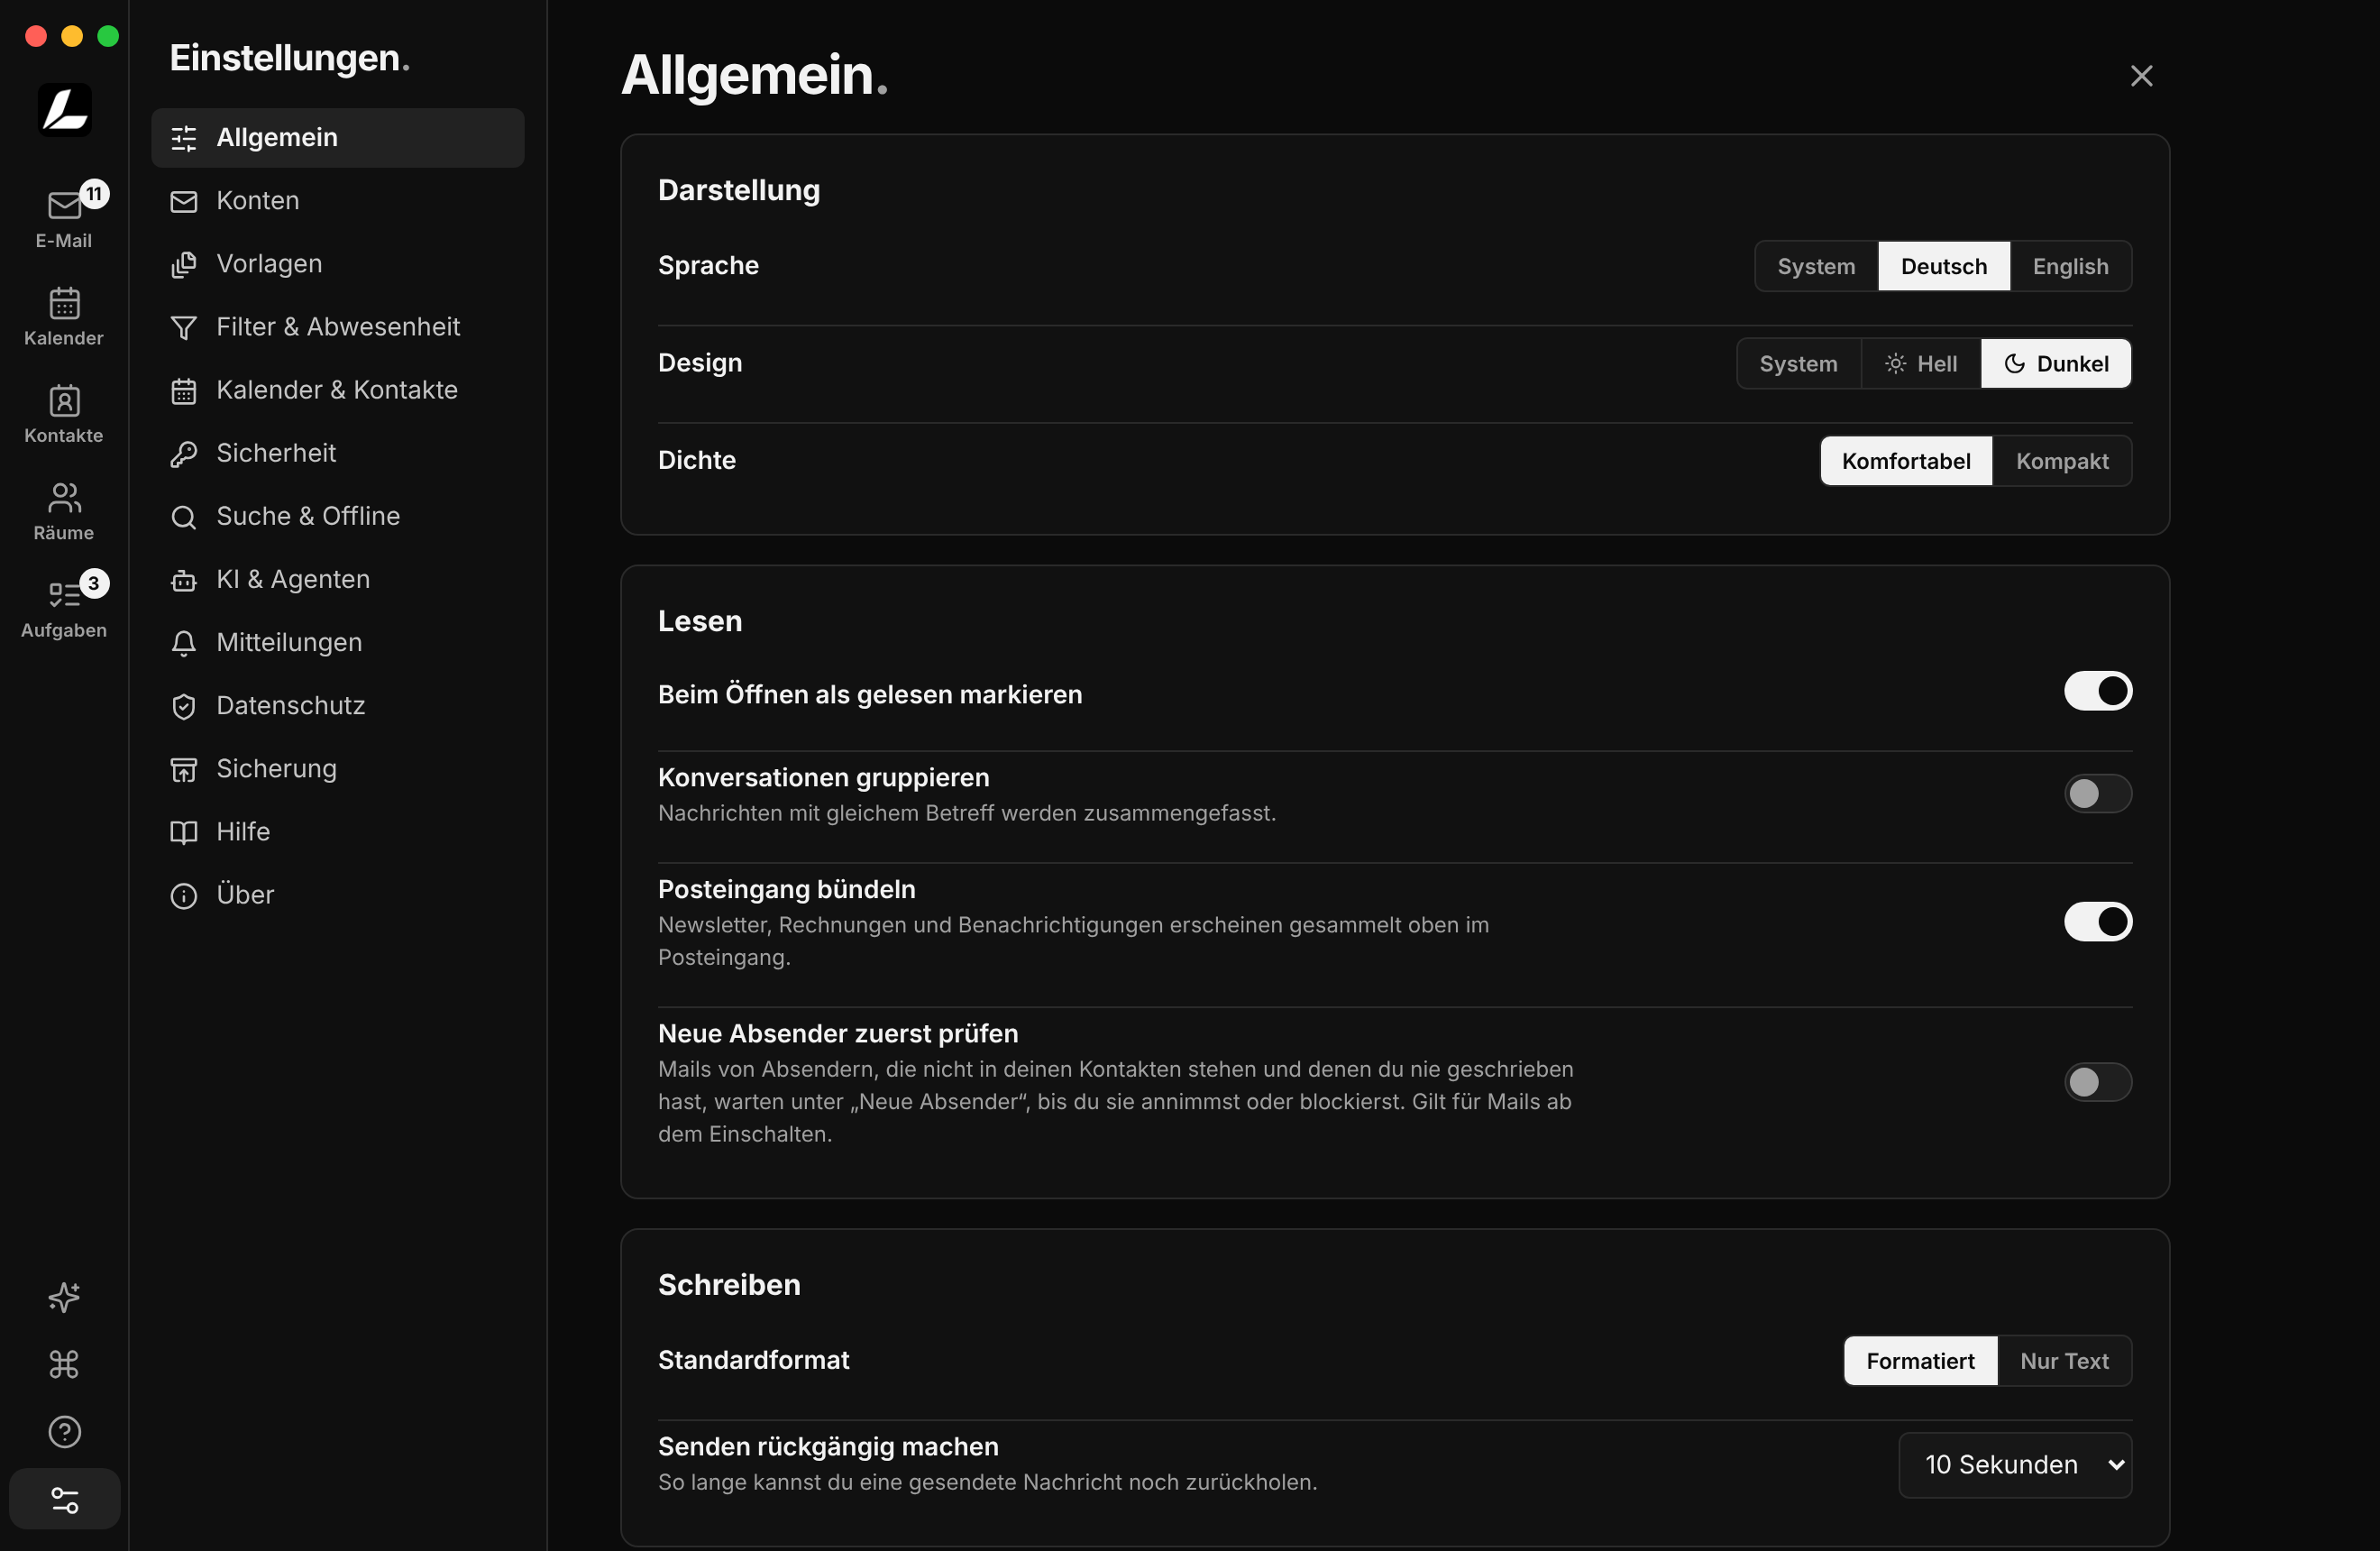 11
E-Mail
Kalender
Kontakte
Räume
3
Aufgaben
Einstellungen.
Allgemein
Konten
Vorlagen
Filter & Abwesenheit
Kalender & Kontakte
Sicherheit
Suche & Offline
KI & Agenten
Mitteilungen
Datenschutz
Sicherung
Hilfe
Über
Allgemein.
Darstellung
Sprache
System Deutsch English
Design
System Hell Dunkel
Dichte
Komfortabel Kompakt
Lesen
Beim Öffnen als gelesen markieren
Konversationen gruppieren
Nachrichten mit gleichem Betreff werden zusammengefasst.
Posteingang bündeln
Newsletter, Rechnungen und Benachrichtigungen erscheinen gesammelt oben im
Posteingang.
Neue Absender zuerst prüfen
Mails von Absendern, die nicht in deinen Kontakten stehen und denen du nie geschrieben
hast, warten unter „Neue Absender“, bis du sie annimmst oder blockierst. Gilt für Mails ab
dem Einschalten.
Schreiben
Standardformat
Formatiert Nur Text
Senden rückgängig machen
So lange kannst du eine gesendete Nachricht noch zurückholen.
10 Sekunden